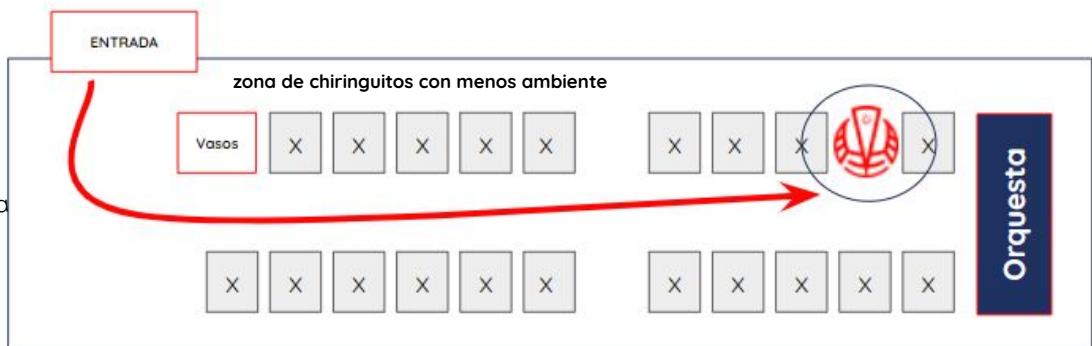 ENTRADA
zona de chiringuitos con menos ambiente
Vasos X X X X X X X X X
a
X X X X X X X X X X X
Orquesta